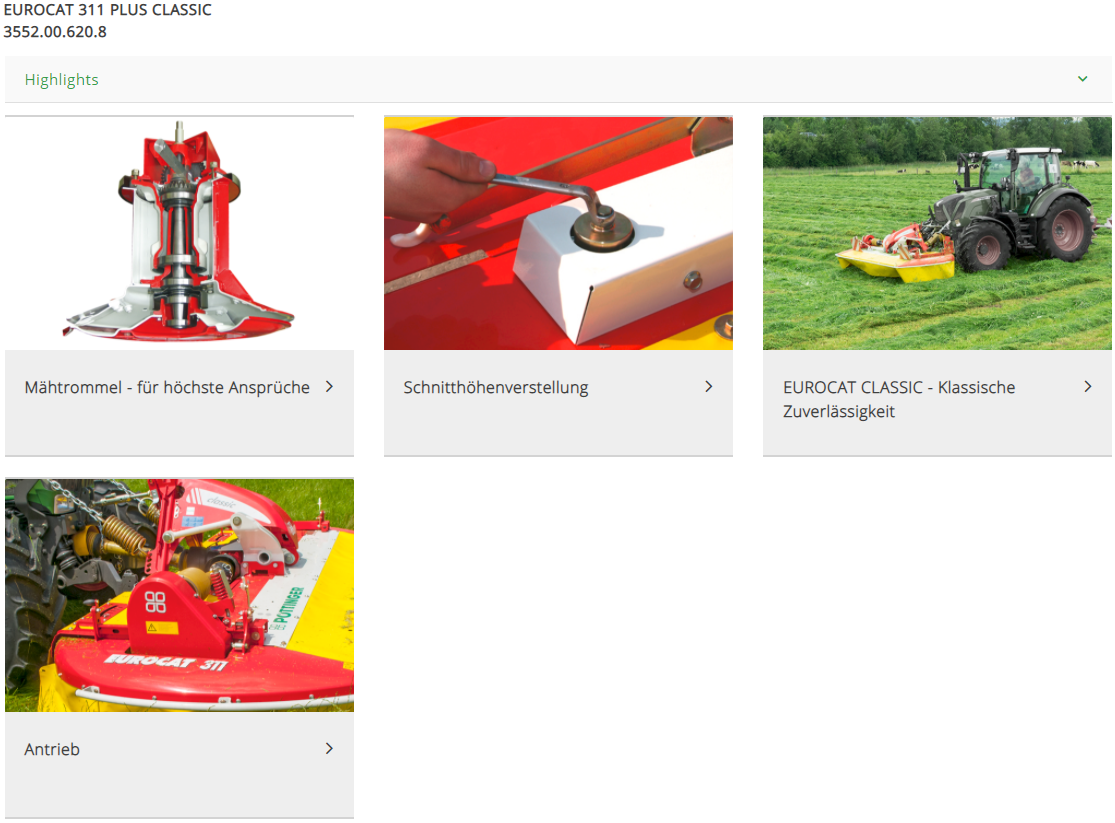 EUROCAT 311 PLUS CLASSIC
3552.00.620.8
Highlights
Mähtrommel - für höchste Ansprüche
Schnitthöhenverstellung
EUROCAT CLASSIC - Klassische
Zuverlässigkeit
classic
PÖTTINGER
EUROCAT 311
Antrieb